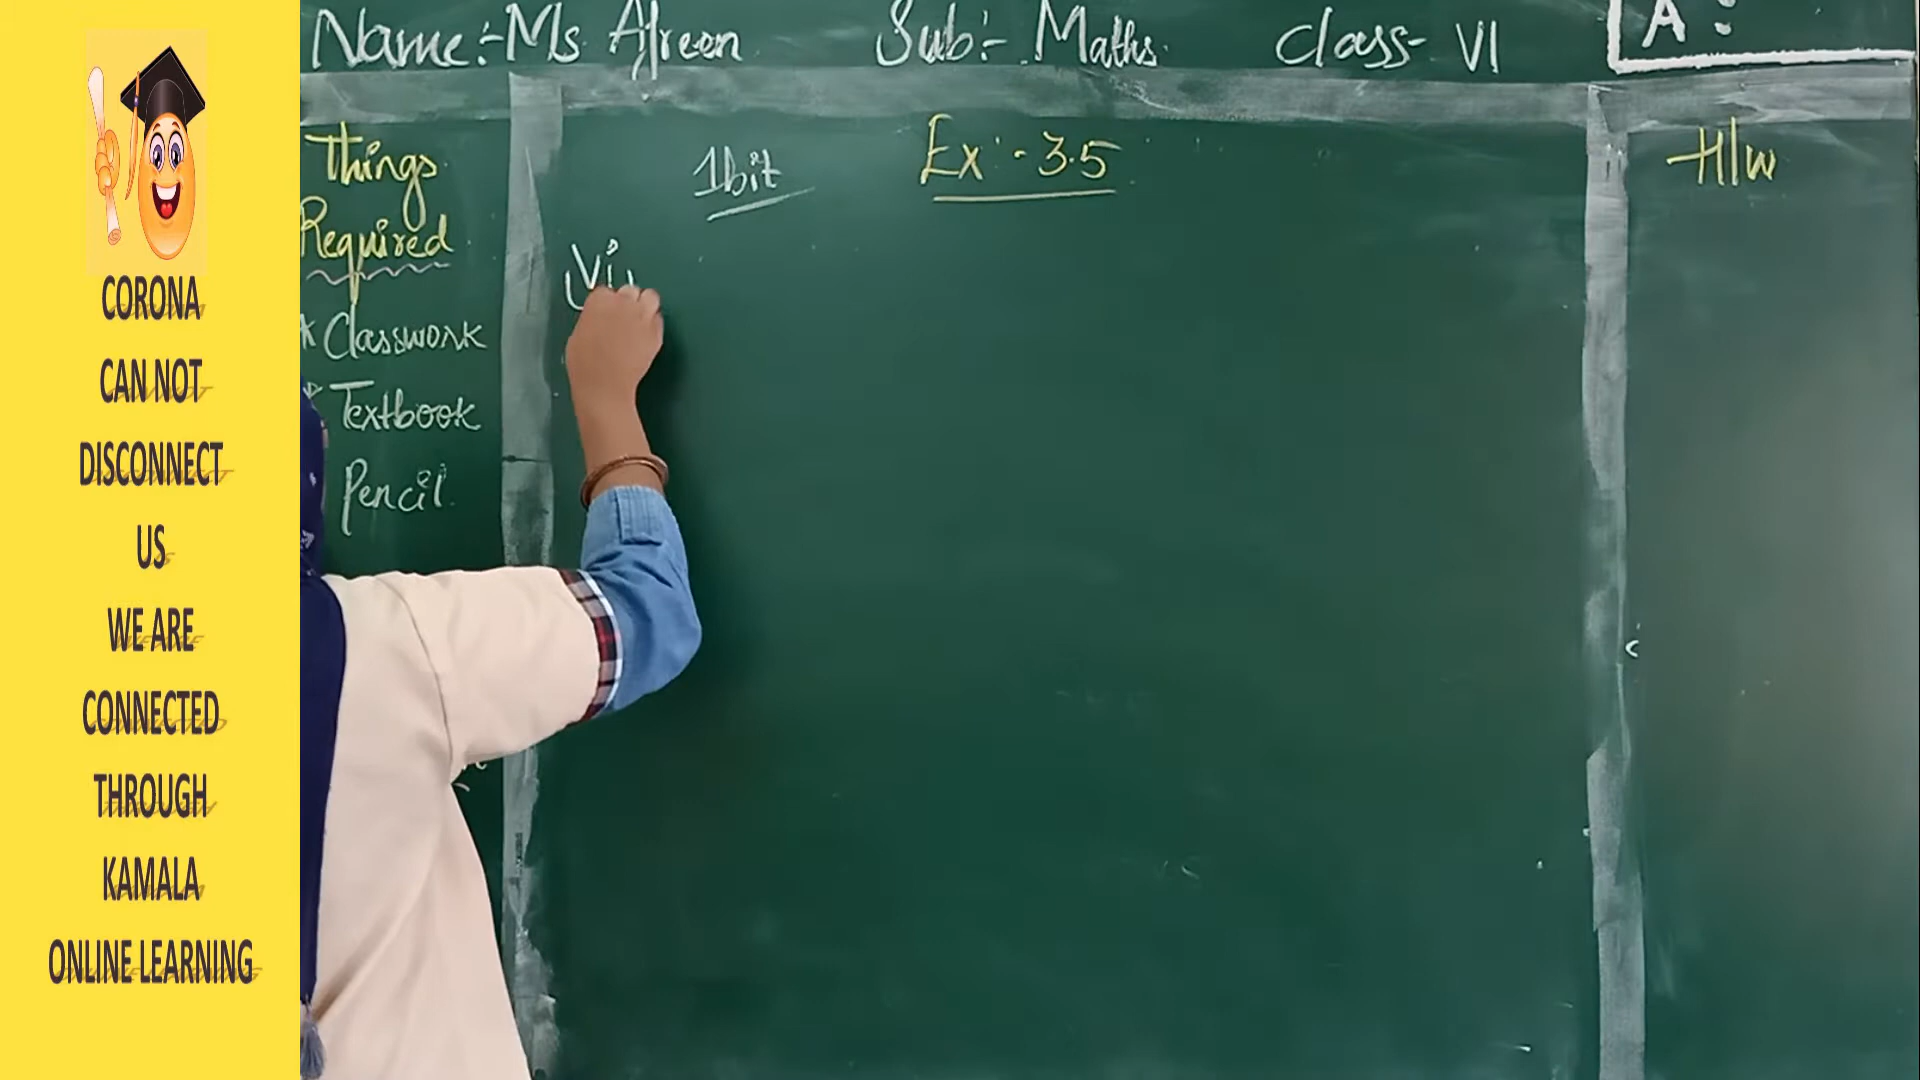 CORONA
CAN NOT
DISCONNECT
US
WE ARE
CONNECTED
THROUGH
KAMALA
ONLINE LEARNING
Name:-Ms Afreen Sub:- Maths. Class- VI
A:
Things
Required
* Classwork
* Textbook
Pencil.
1bit Ex:-3.5
Vi
H/w